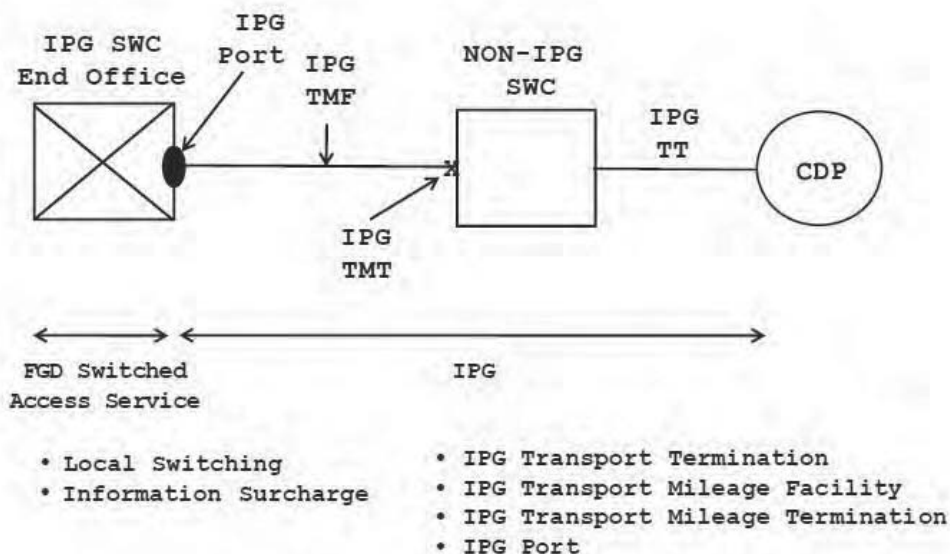 IPG SWC
End Office
IPG
Port
IPG
TMF
NON-IPG
SWC
IPG
TT
CDP
X
IPG
TMT
FGD Switched
Access Service
IPG
• Local Switching
• Information Surcharge
• IPG Transport Termination
• IPG Transport Mileage Facility
• IPG Transport Mileage Termination
• IPG Port